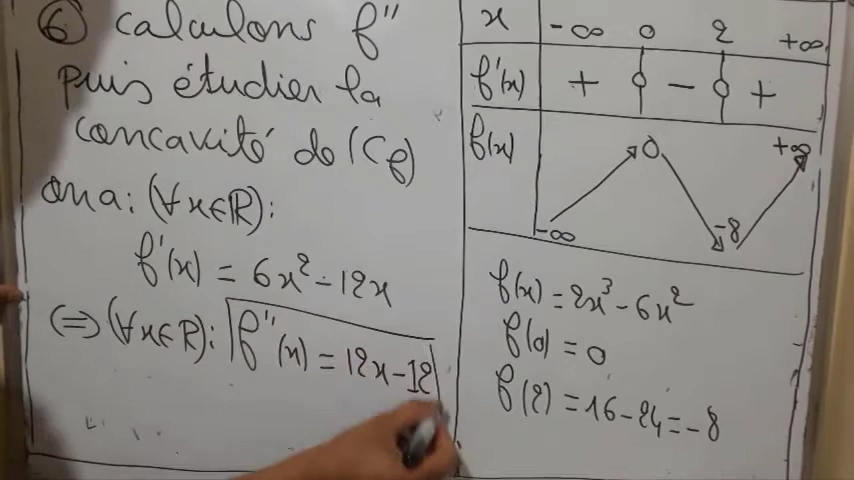 ⑥ calculons f''
puis étudier la
concavité de (Cf)
on a : (∀x∈ℝ):
f'(x) = 6x² - 12x
⟺ (∀x∈ℝ): f''(x) = 12x - 12
x -∞ 0 2 +∞
f'(x) + 0 - 0 +
f(x) -∞ 0 -8 +∞
f(x) = 2x³ - 6x²
f(0) = 0
f(2) = 16 - 24 = -8